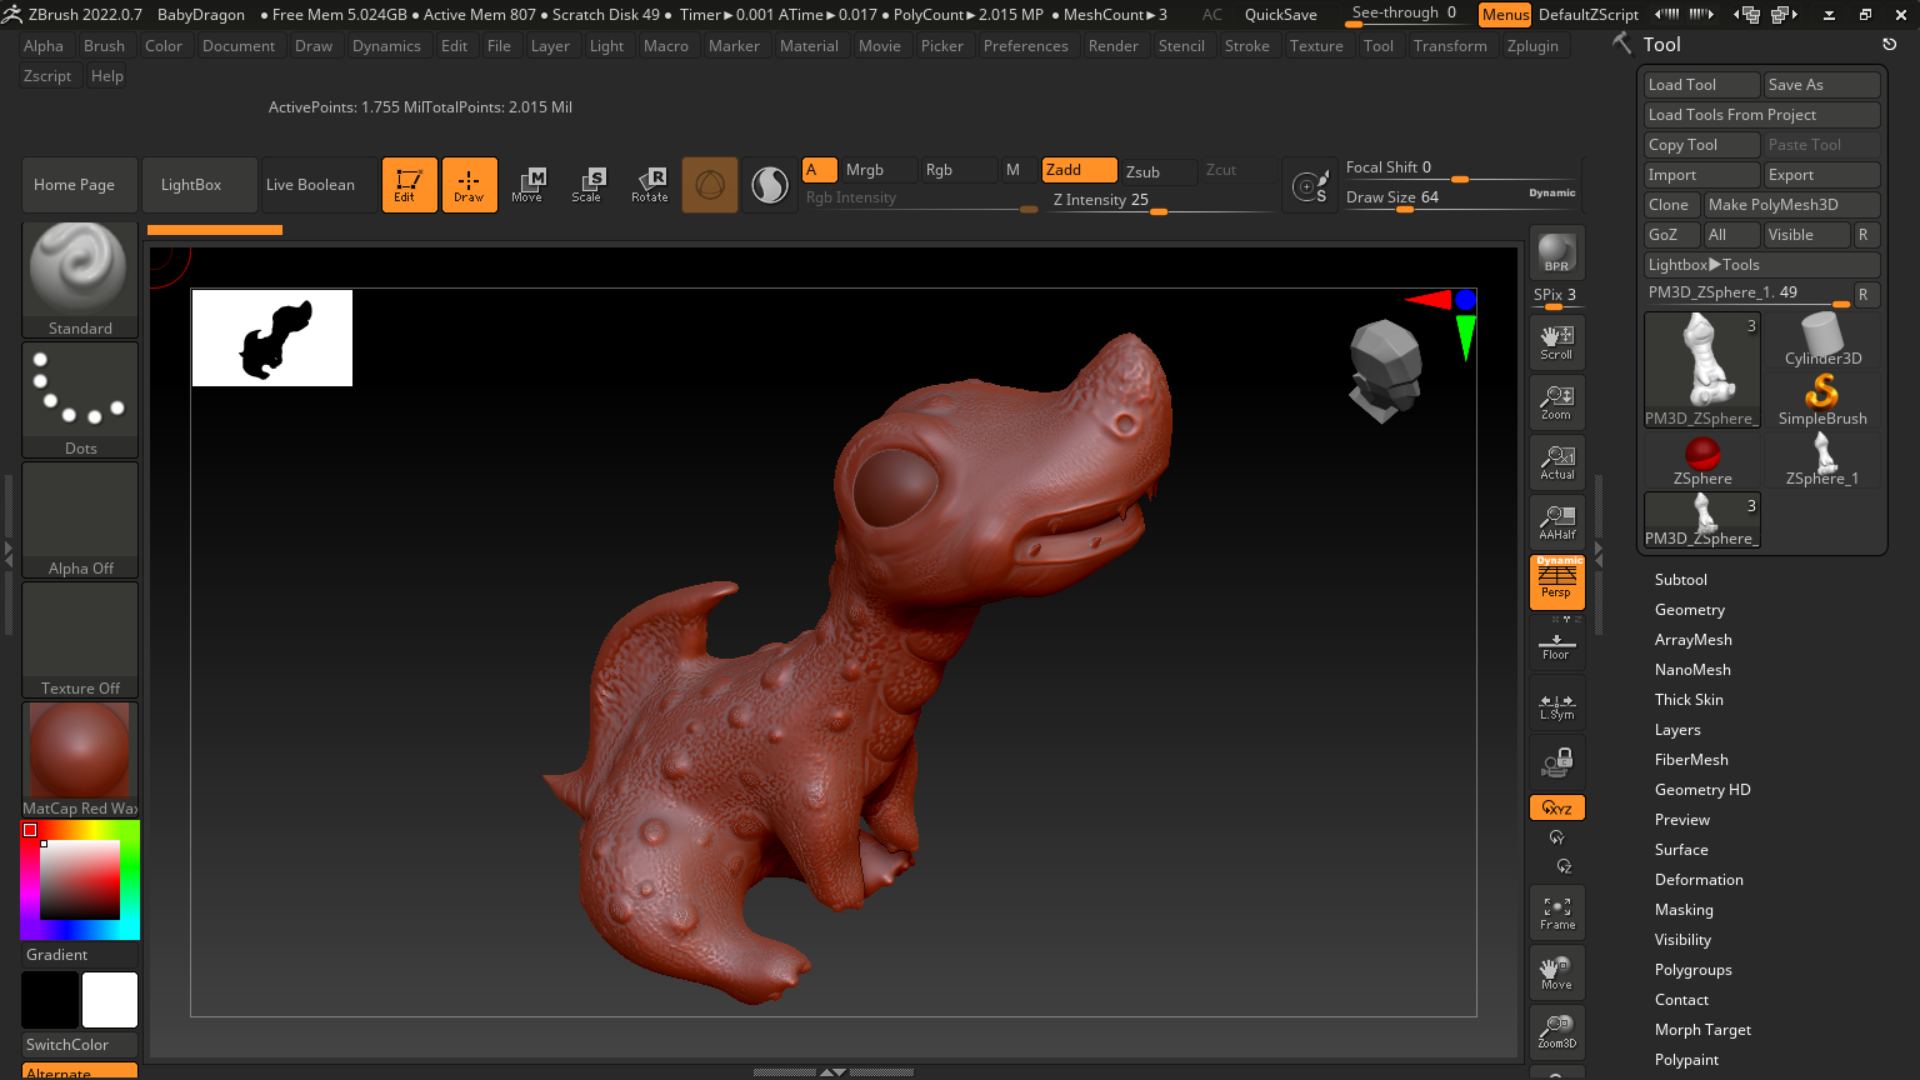 ZBrush 2022.0.7 BabyDragon • Free Mem 5.024GB • Active Mem 807 • Scratch Disk 49 • Timer▶0.001 ATime▶0.017 • PolyCount▶2.015 MP • MeshCount▶3 AC QuickSave See-through 0 Menus DefaultZScript
Alpha Brush Color Document Draw Dynamics Edit File Layer Light Macro Marker Material Movie Picker Preferences Render Stencil Stroke Texture Tool Transform Zplugin
Zscript Help
ActivePoints: 1.755 MilTotalPoints: 2.015 Mil
Home Page LightBox Live Boolean Edit Draw Move Scale Rotate
M S R
A Mrgb Rgb M Zadd Zsub Zcut
Rgb Intensity Z Intensity 25
S
Focal Shift 0
Draw Size 64 Dynamic
Standard
Dots
Alpha Off
Texture Off
MatCap Red Wax
Gradient
SwitchColor
Alternate
BPR
SPix 3
Scroll
Zoom
x1
Actual
AAHalf
Dynamic
Persp
X Y Z
Floor
L.Sym
XYZ
Y
Z
Frame
Move
Zoom3D
Tool
Load Tool Save As
Load Tools From Project
Copy Tool Paste Tool
Import Export
Clone Make PolyMesh3D
GoZ All Visible R
Lightbox▶Tools
PM3D_ZSphere_1. 49 R
3
PM3D_ZSphere_
Cylinder3D
SimpleBrush
ZSphere ZSphere_1
3
PM3D_ZSphere_
Subtool
Geometry
ArrayMesh
NanoMesh
Thick Skin
Layers
FiberMesh
Geometry HD
Preview
Surface
Deformation
Masking
Visibility
Polygroups
Contact
Morph Target
Polypaint